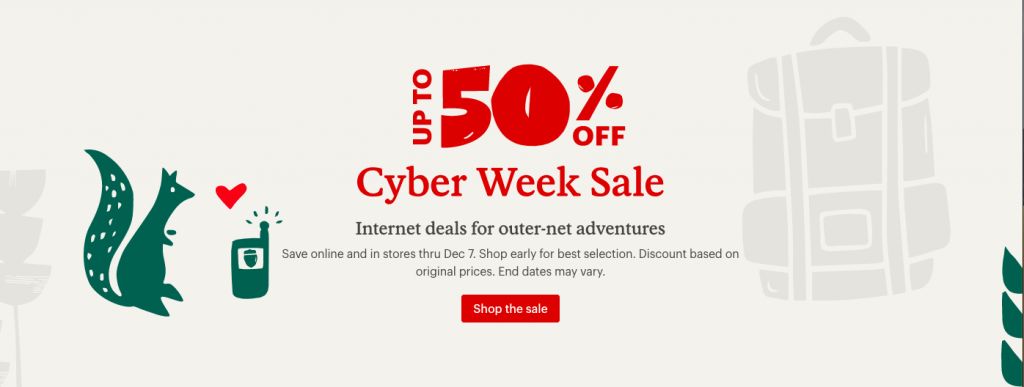 UP TO
50%
OFF
Cyber Week Sale
Internet deals for outer-net adventures
Save online and in stores thru Dec 7. Shop early for best selection. Discount based on
original prices. End dates may vary.
Shop the sale